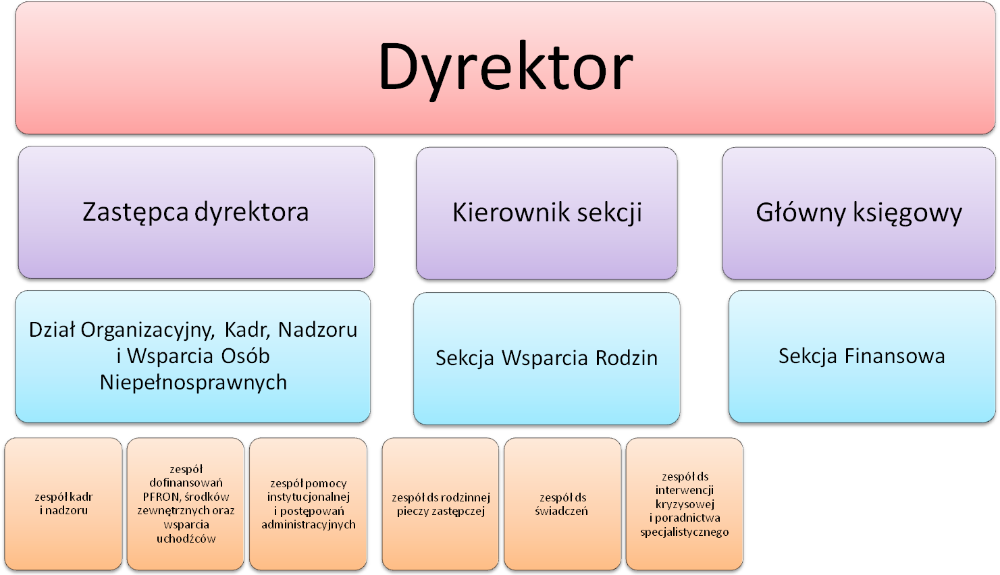 Dyrektor
Zastępca dyrektora
Kierownik sekcji
Główny księgowy
Dział Organizacyjny, Kadr, Nadzoru
i Wsparcia Osób
Niepełnosprawnych
Sekcja Wsparcia Rodzin
Sekcja Finansowa
zespół kadr
i nadzoru
zespół
dofinansowań
PFRON, środków
zewnętrznych oraz
wsparcia
uchodźców
zespół pomocy
instytucjonalnej
i postępowań
administracyjnych
zespół ds rodzinnej
pieczy zastępczej
zespół ds
świadczeń
zespół ds
interwencji
kryzysowej
i poradnictwa
specjalistycznego